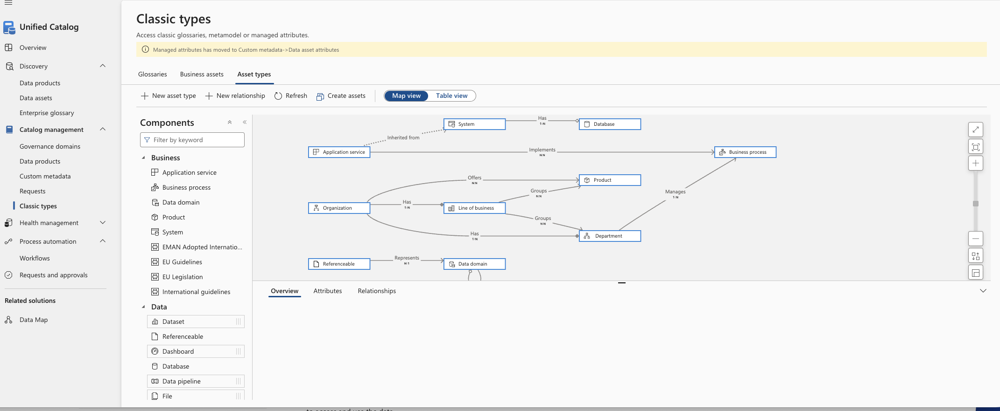 Unified Catalog
Overview
Discovery
Data products
Data assets
Enterprise glossary
Catalog management
Governance domains
Data products
Custom metadata
Requests
Classic types
Health management
Process automation
Workflows
Requests and approvals
Related solutions
Data Map
Classic types
Access classic glossaries, metamodel or managed attributes.
Managed attributes has moved to Custom metadata->Data asset attributes
Glossaries Business assets Asset types
New asset type New relationship Refresh Create assets Map view Table view
Components
Filter by keyword
Business
Application service
Business process
Data domain
Product
System
EMAN Adopted Internatio...
EU Guidelines
EU Legislation
International guidelines
Data
Dataset
Referenceable
Dashboard
Database
Data pipeline
File
System
Has
1:N
Database
Inherited from
Application service
Implements
N:N
Business process
Offers
N:N
Product
Groups
N:N
Manages
1:N
Organization
Has
1:N
Line of business
Groups
N:N
Has
1:N
Department
Referenceable
Represents
N:1
Data domain
Overview Attributes Relationships